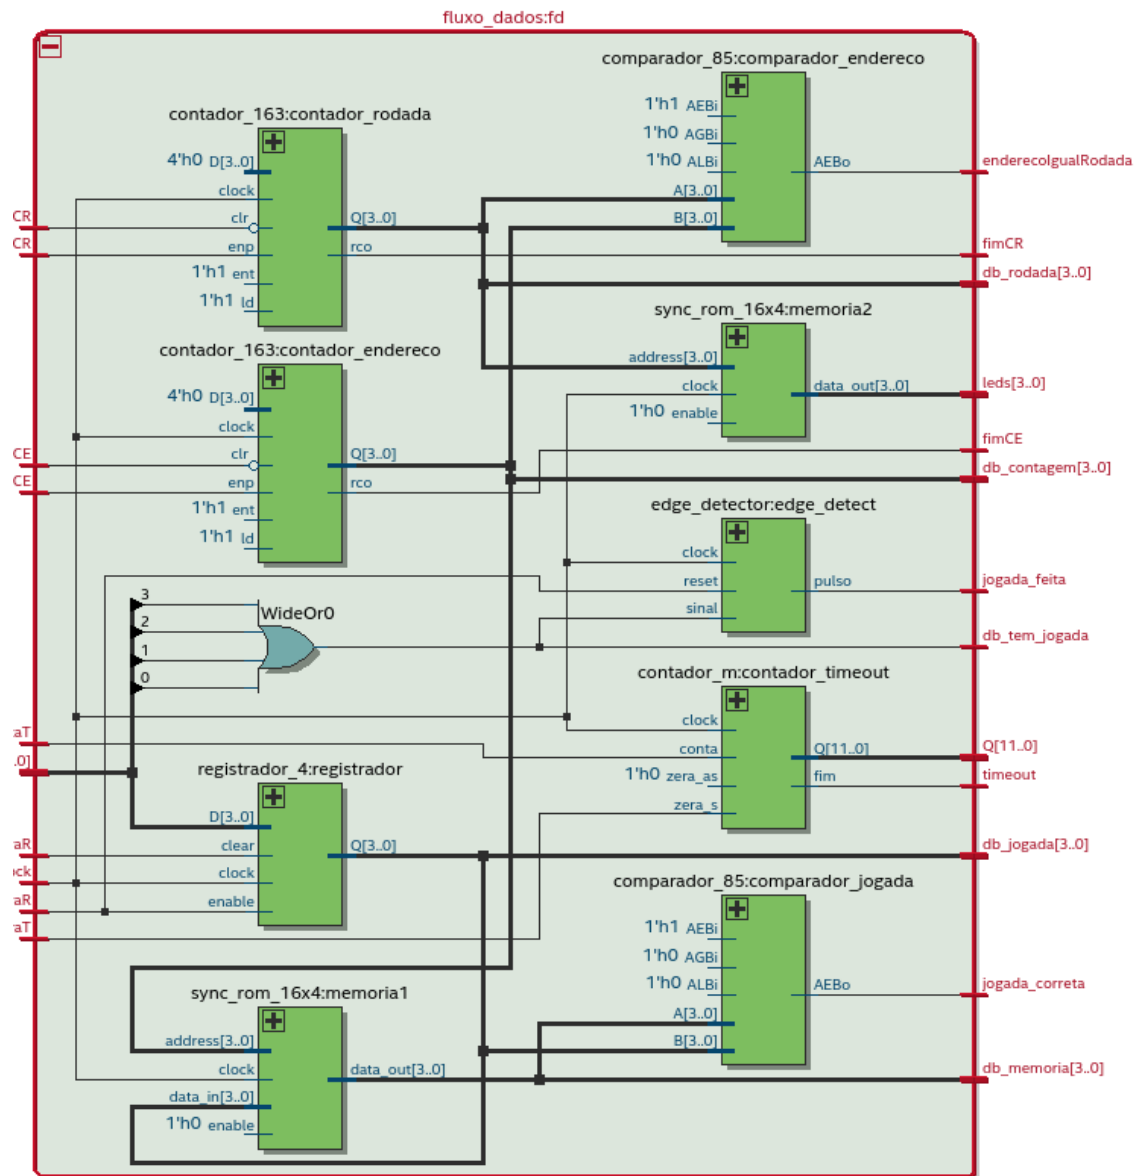 fluxo_dados:fd
contador_163:contador_rodada
4'h0 D[3..0]
clock
CR clr
CR enp
1'h1 ent
1'h1 ld
Q[3..0]
rco
contador_163:contador_endereco
4'h0 D[3..0]
clock
CE clr
CE enp
1'h1 ent
1'h1 ld
Q[3..0]
rco
3
2
1
0
WideOr0
aT
.0]
registrador_4:registrador
D[3..0]
aR clear
ck clock
aR enable
aT
Q[3..0]
sync_rom_16x4:memoria1
address[3..0]
clock
data_in[3..0]
1'h0 enable
data_out[3..0]
comparador_85:comparador_endereco
1'h1 AEBi
1'h0 AGBi
1'h0 ALBi
A[3..0]
B[3..0]
AEBo
enderecoIgualRodada
fimCR
db_rodada[3..0]
sync_rom_16x4:memoria2
address[3..0]
clock
1'h0 enable
data_out[3..0]
leds[3..0]
fimCE
db_contagem[3..0]
edge_detector:edge_detect
clock
reset
sinal
pulso
jogada_feita
db_tem_jogada
contador_m:contador_timeout
clock
conta
1'h0 zera_as
zera_s
Q[11..0]
fim
Q[11..0]
timeout
db_jogada[3..0]
comparador_85:comparador_jogada
1'h1 AEBi
1'h0 AGBi
1'h0 ALBi
A[3..0]
B[3..0]
AEBo
jogada_correta
db_memoria[3..0]